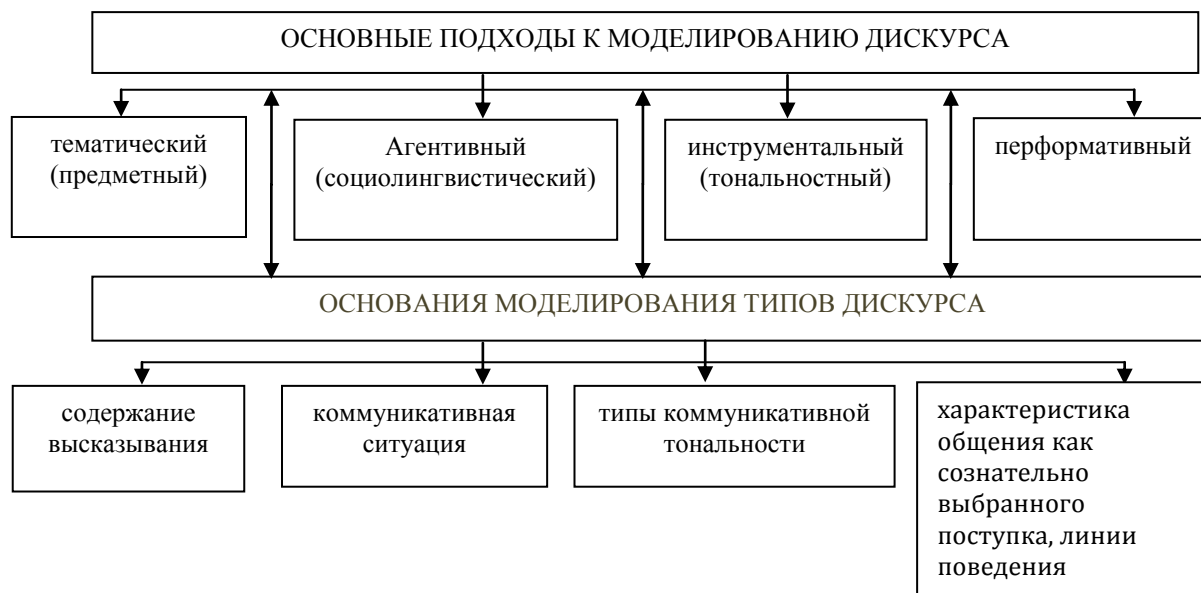 ОСНОВНЫЕ ПОДХОДЫ К МОДЕЛИРОВАНИЮ ДИСКУРСА
тематический
(предметный)
Агентивный
(социолингвистический)
инструментальный
(тональностный)
перформативный
ОСНОВАНИЯ МОДЕЛИРОВАНИЯ ТИПОВ ДИСКУРСА
содержание
высказывания
коммуникативная
ситуация
типы коммуникативной
тональности
характеристика
общения как
сознательно
выбранного
поступка, линии
поведения